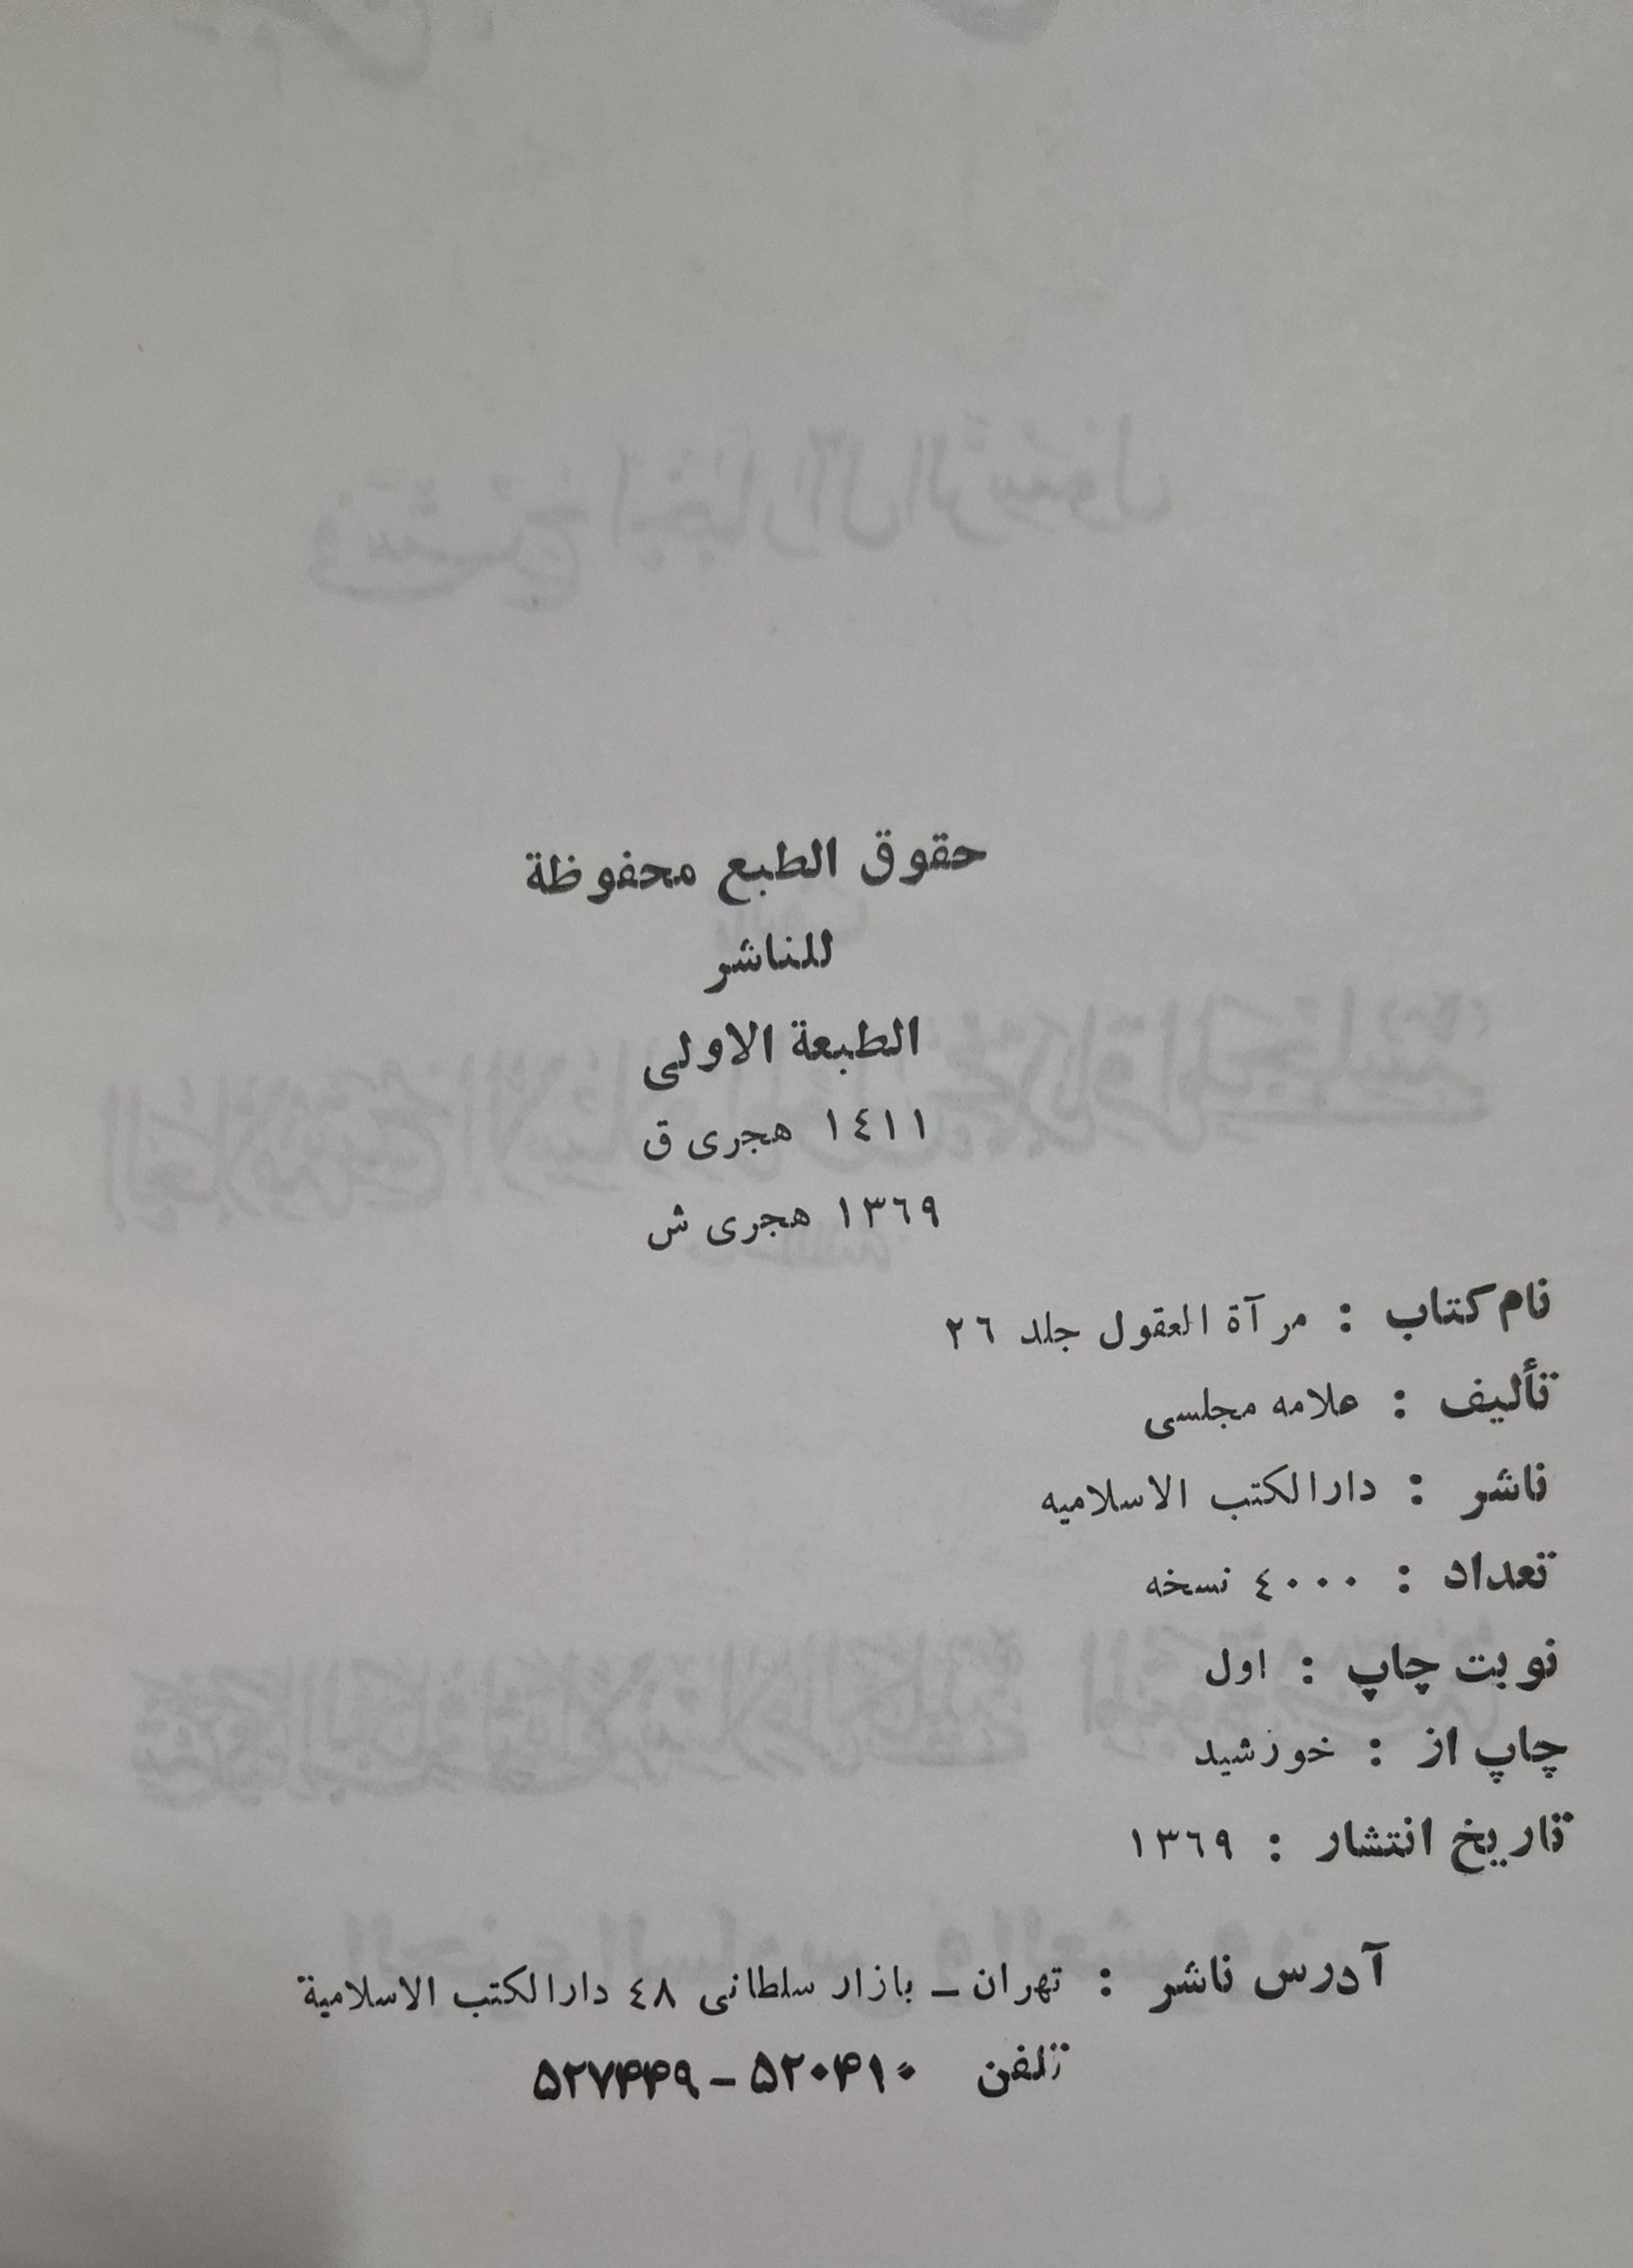 حقوق الطبع محفوظة
للناشر
الطبعة الاولى
١٤١١ هجرى ق
١٣٦٩ هجرى ش
نام کتاب : مرآة العقول جلد ٢٦
تألیف : علامه مجلسی
ناشر : دارالکتب الاسلامیه
تعداد : ٤٠٠٠ نسخه
نوبت چاپ : اول
چاپ از : خورشید
تاریخ انتشار : ١٣٦٩
آدرس ناشر : تهران ـ بازار سلطانی ٤٨ دارالکتب الاسلامیة
تلفن ۵۲۰۴۱۰ – ۵۲۷۴۴۹